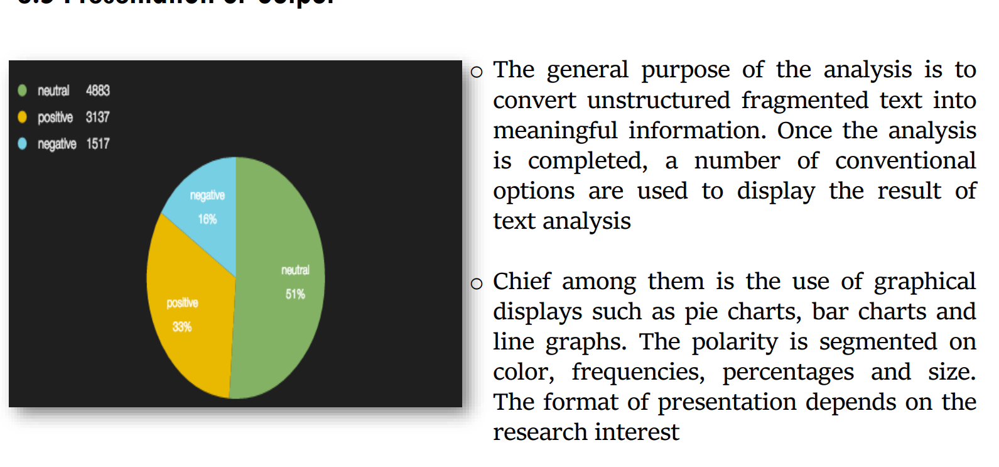 neutral 4883
positive 3137
negative 1517
negative
16%
neutral
51%
positive
33%
The general purpose of the analysis is to
convert unstructured fragmented text into
meaningful information. Once the analysis
is completed, a number of conventional
options are used to display the result of
text analysis
Chief among them is the use of graphical
displays such as pie charts, bar charts and
line graphs. The polarity is segmented on
color, frequencies, percentages and size.
The format of presentation depends on the
research interest